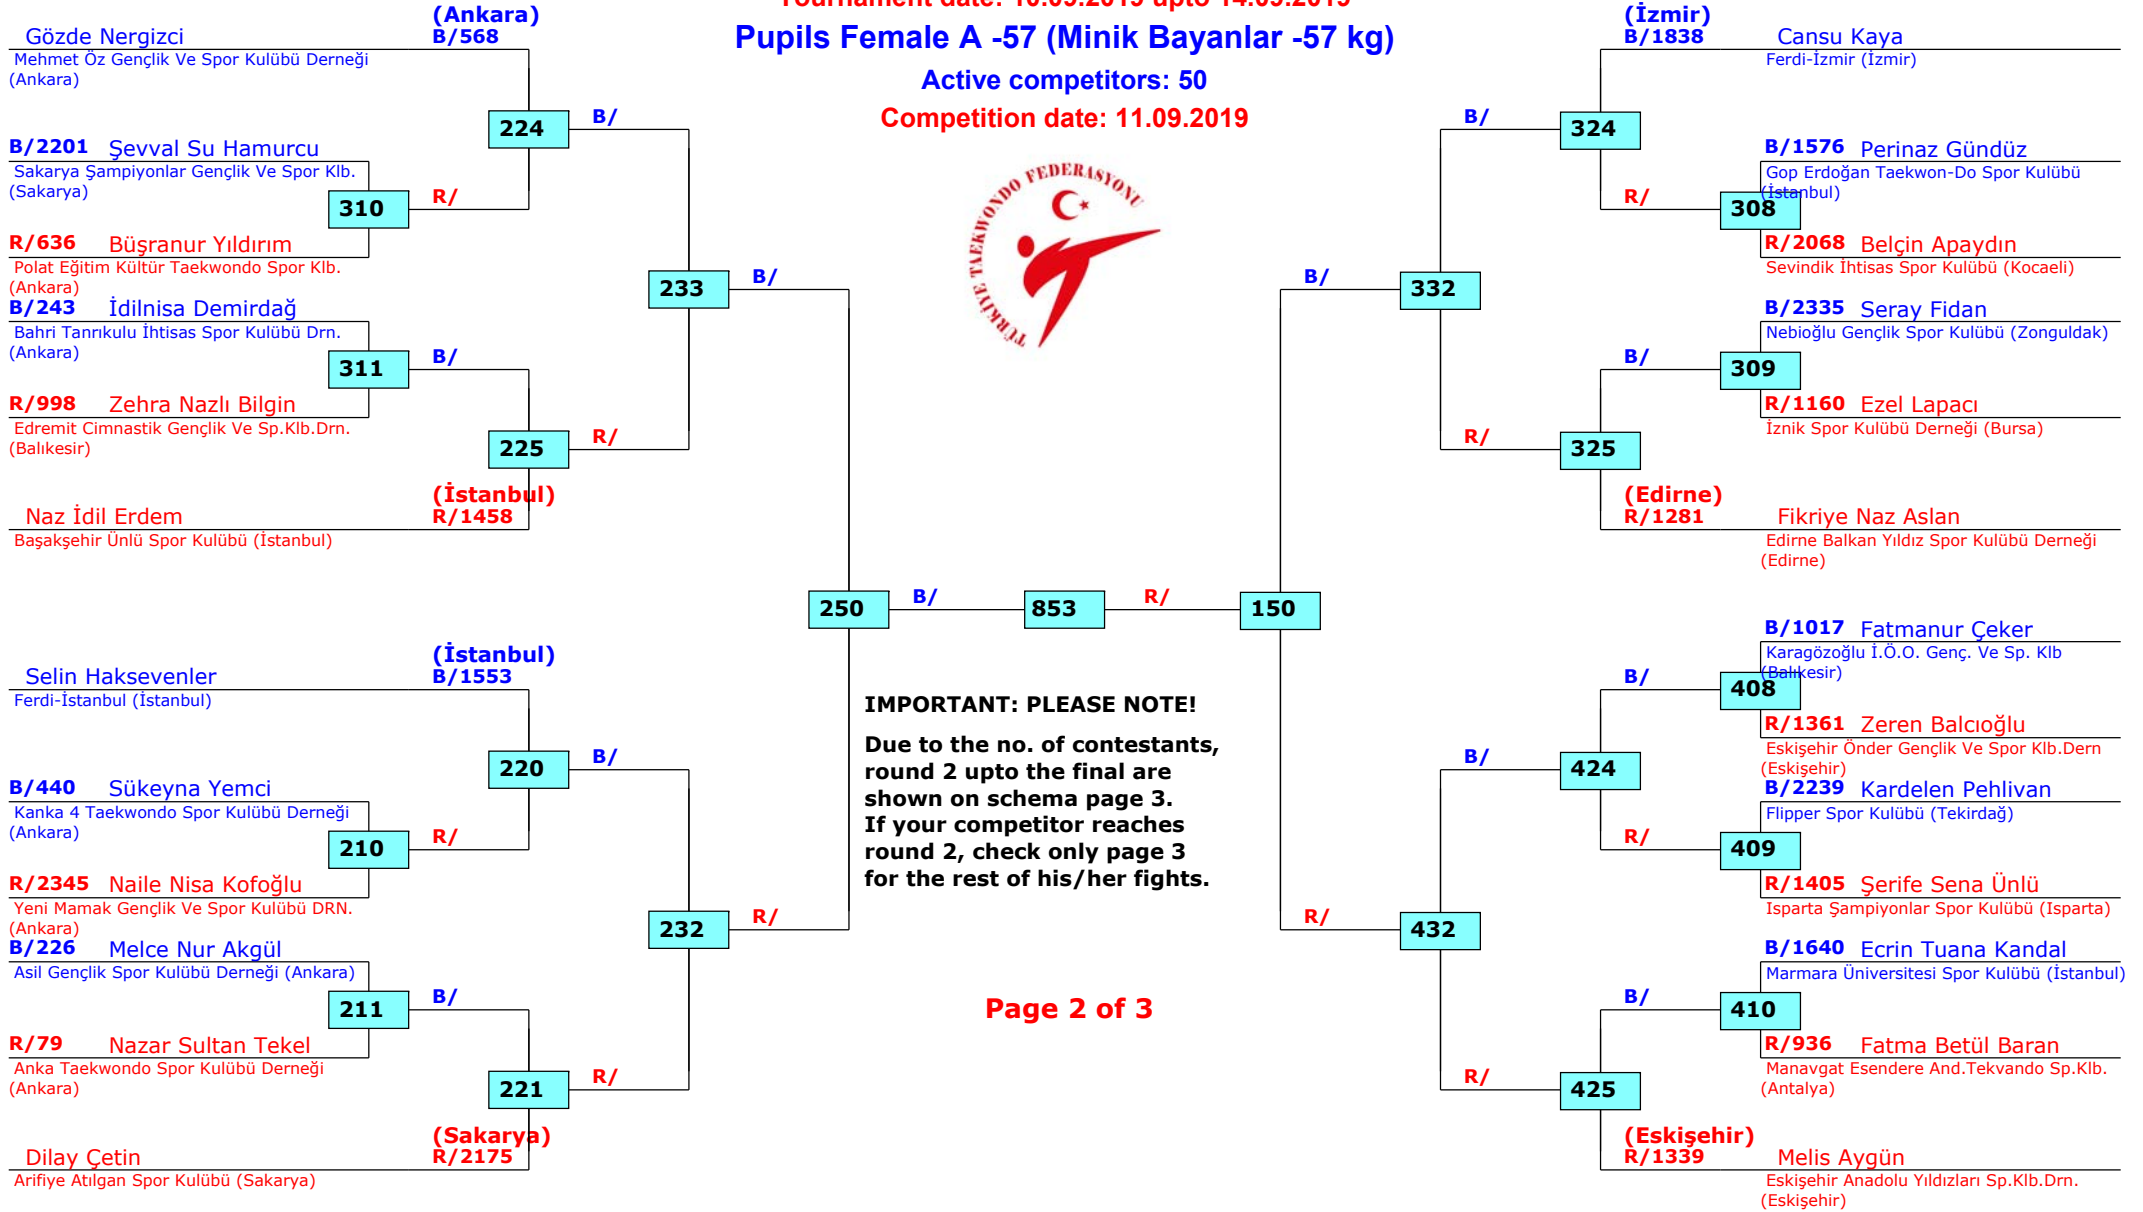 Tournament date: 10.09.2019 upto 14.09.2019
Pupils Female A -57 (Minik Bayanlar -57 kg)
Active competitors: 50
Competition date: 11.09.2019
TÜRKİYE TAEKWONDO FEDERASYONU
(Ankara)
Gözde Nergizci B/568
Mehmet Öz Gençlik Ve Spor Kulübü Derneği
(Ankara)
224 B/
B/2201 Şevval Su Hamurcu
Sakarya Şampiyonlar Gençlik Ve Spor Klb.
(Sakarya)
310 R/
R/636 Büşranur Yıldırım
Polat Eğitim Kültür Taekwondo Spor Klb.
(Ankara)
233 B/
B/243 İdilnisa Demirdağ
Bahri Tanrıkulu İhtisas Spor Kulübü Drn.
(Ankara)
311 B/
R/998 Zehra Nazlı Bilgin
Edremit Cimnastik Gençlik Ve Sp.Klb.Drn.
(Balıkesir)
225 R/
(İstanbul)
Naz İdil Erdem R/1458
Başakşehir Ünlü Spor Kulübü (İstanbul)
250 B/ 853 R/ 150
(İstanbul)
Selin Haksevenler B/1553
Ferdi-İstanbul (İstanbul)
220 B/
B/440 Sükeyna Yemci
Kanka 4 Taekwondo Spor Kulübü Derneği
(Ankara)
210 R/
R/2345 Naile Nisa Kofoğlu
Yeni Mamak Gençlik Ve Spor Kulübü DRN.
(Ankara)
232 R/
B/226 Melce Nur Akgül
Asil Gençlik Spor Kulübü Derneği (Ankara)
211 B/
R/79 Nazar Sultan Tekel
Anka Taekwondo Spor Kulübü Derneği
(Ankara)
221 R/
(Sakarya)
Dilay Çetin R/2175
Arifiye Atılgan Spor Kulübü (Sakarya)
IMPORTANT: PLEASE NOTE!
Due to the no. of contestants,
round 2 upto the final are
shown on schema page 3.
If your competitor reaches
round 2, check only page 3
for the rest of his/her fights.
Page 2 of 3
(İzmir)
B/1838 Cansu Kaya
Ferdi-İzmir (İzmir)
B/ 324
B/1576 Perinaz Gündüz
Gop Erdoğan Taekwon-Do Spor Kulübü
(İstanbul)
R/ 308
R/2068 Belçin Apaydın
Sevindik İhtisas Spor Kulübü (Kocaeli)
B/ 332
B/2335 Seray Fidan
Nebioğlu Gençlik Spor Kulübü (Zonguldak)
B/ 309
R/1160 Ezel Lapacı
İznik Spor Kulübü Derneği (Bursa)
R/ 325
(Edirne)
R/1281 Fikriye Naz Aslan
Edirne Balkan Yıldız Spor Kulübü Derneği
(Edirne)
B/1017 Fatmanur Çeker
Karagözoğlu İ.Ö.O. Genç. Ve Sp. Klb
(Balıkesir)
B/ 408
R/1361 Zeren Balcıoğlu
Eskişehir Önder Gençlik Ve Spor Klb.Dern
(Eskişehir)
B/ 424
B/2239 Kardelen Pehlivan
Flipper Spor Kulübü (Tekirdağ)
R/ 409
R/1405 Şerife Sena Ünlü
Isparta Şampiyonlar Spor Kulübü (Isparta)
R/ 432
B/1640 Ecrin Tuana Kandal
Marmara Üniversitesi Spor Kulübü (İstanbul)
B/ 410
R/936 Fatma Betül Baran
Manavgat Esendere And.Tekvando Sp.Klb.
(Antalya)
R/ 425
(Eskişehir)
R/1339 Melis Aygün
Eskişehir Anadolu Yıldızları Sp.Klb.Drn.
(Eskişehir)